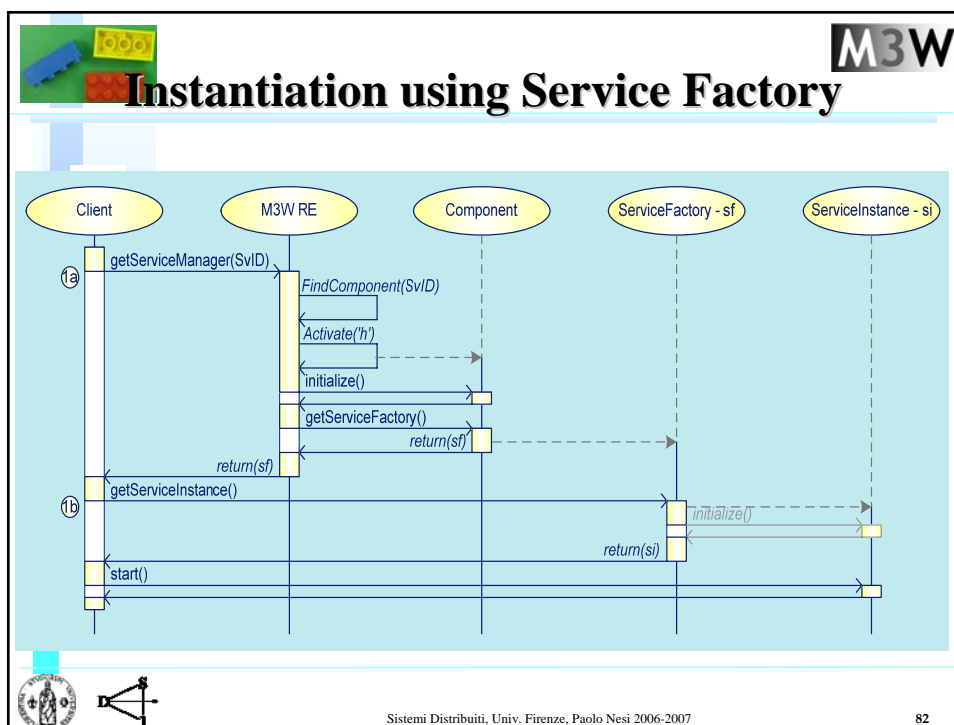 M3W
Instantiation using Service Factory
Client
M3W RE
Component
ServiceFactory - sf
ServiceInstance - si
1a
getServiceManager(SvID)
FindComponent(SvID)
Activate('h')
initialize()
getServiceFactory()
return(sf)
return(sf)
1b
getServiceInstance()
initialize()
return(si)
start()
D
S
I
Sistemi Distribuiti, Univ. Firenze, Paolo Nesi 2006-2007
82